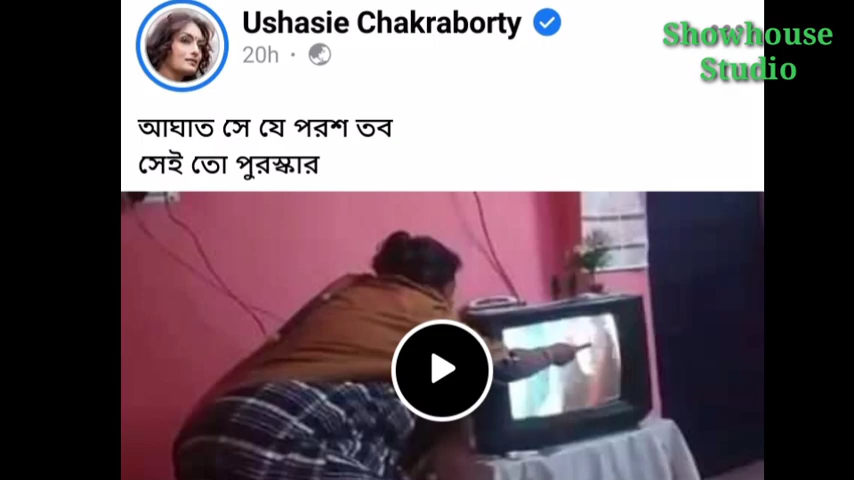 Ushasie Chakraborty
20h ·
Showhouse
Studio
আঘাত সে যে পরশ তব
সেই তো পুরস্কার